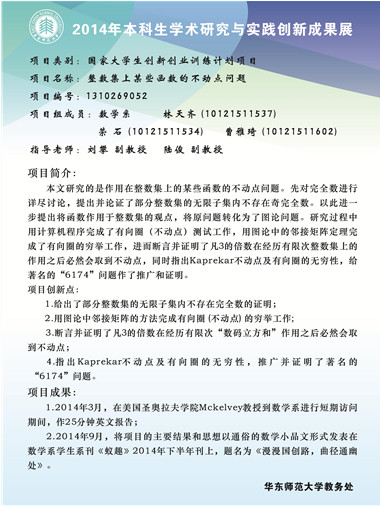 2014年本科生学术研究与实践创新成果展
项目类别: 国家大学生创新创业训练计划项目
项目名称: 整数集上某些函数的不动点问题
项目编号: 1310269052
项目组成员: 数学系 林天齐 (10121511537)
荣 石 (10121511534) 曹雅琦 (10121511602)
指导老师: 刘攀 副教授 陆俊 副教授
项目简介:
本文研究的是作用在整数集上的某些函数的不动点问题。先对完全数进行
详尽讨论，提出并论证了部分整数集的无限子集内不存在奇完全数。以此进一
步提出将函数作用于整数集的观点，将原问题转化为了图论问题。研究过程中
用计算机程序完成了有向圈（不动点）测试工作，用图论中的邻接矩阵定理完
成了有向圈的穷举工作，进而断言并证明了凡3的倍数在经历有限次整数集上的
作用之后必然会取到不动点，同时指出Kaprekar不动点及有向圈的无穷性，给
著名的“6174”问题作了推广和证明。
项目创新点:
1.给出了部分整数集的无限子集内不存在完全数的证明；
2.用图论中邻接矩阵的方法完成有向圈 (不动点) 的穷举工作；
3.断言并证明了凡3的倍数在经历有限次“数码立方和”作用之后必然会取
到不动点；
4.指出Kaprekar不动点及有向圈的无穷性，推广并证明了著名的
“6174”问题。
项目成果:
1.2014年3月，在美国圣奥拉夫学院Mckelvey教授到数学系进行短期访问
期间，作25分钟英文报告；
2.2014年9月，将项目的主要结果和思想以通俗的数学小品文形式发表在
数学系学生系刊《蚁趣》2014年下半年刊上，题名为《漫漫国创路，曲径通幽
处》。
华东师范大学教务处